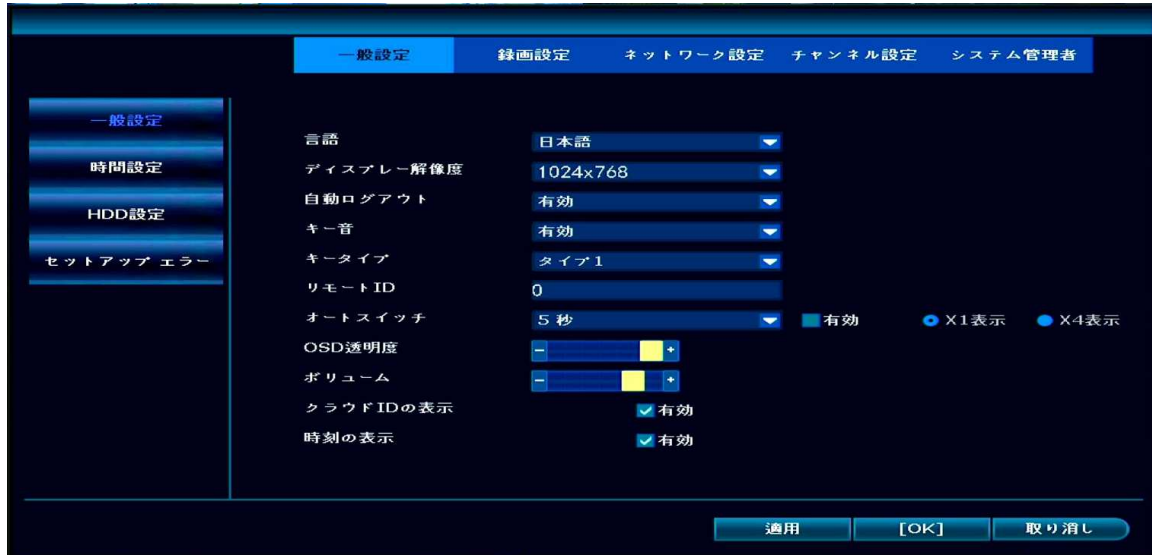 一般設定 録画設定 ネットワーク設定 チャンネル設定 システム管理者
一般設定
時間設定
HDD設定
セットアップ エラー
言語 日本語
ディスプレー解像度 1024x768
自動ログアウト 有効
キー音 有効
キータイプ タイプ1
リモートID 0
オートスイッチ 5 秒 有効 X1表示 X4表示
OSD透明度 - +
ボリューム - +
クラウドIDの表示 有効
時刻の表示 有効
適用 [OK] 取り消し